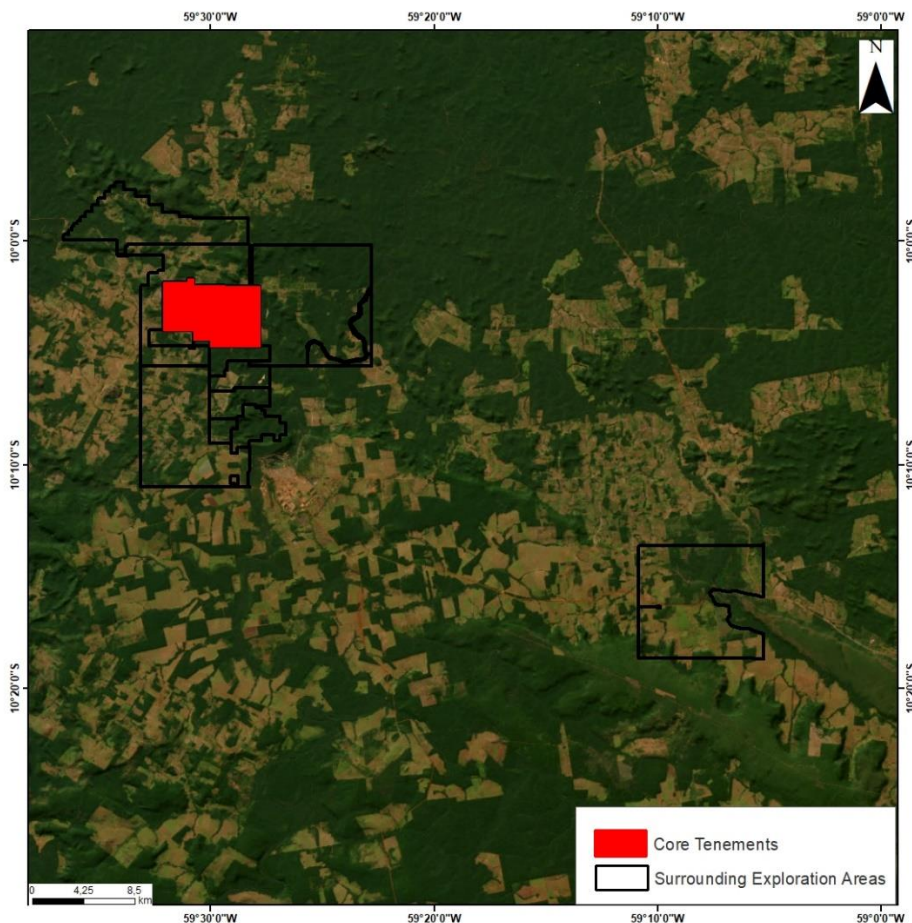 59°30'0"W 59°20'0"W 59°10'0"W 59°0'0"W
N
10°0'0"S 10°0'0"S
10°10'0"S 10°10'0"S
10°20'0"S 10°20'0"S
Core Tenements
Surrounding Exploration Areas
0 4,25 8,5
km
59°30'0"W 59°20'0"W 59°10'0"W 59°0'0"W